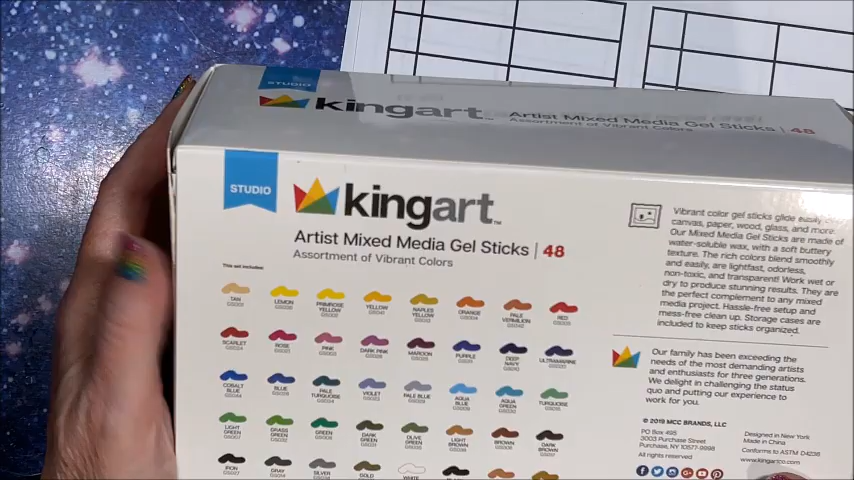 STUDIO
kingart
Artist Mixed Media Gel Sticks 48
Assortment of Vibrant Colors
STUDIO
kingart™
Artist Mixed Media Gel Sticks | 48
Assortment of Vibrant Colors
This set includes
TAN
LEMON
PRIMROSE YELLOW
YELLOW
NAPLES YELLOW
ORANGE
PALE VERMILION
RED
SCARLET
ROSE
PINK
DARK PINK
MAROON
PURPLE
DEEP NAVY
ULTRAMARINE
COBALT BLUE
BLUE
PALE TURQUOISE
VIOLET
PALE BLUE
AQUA BLUE
AQUA GREEN
TURQUOISE
LIGHT GREEN
GRASS GREEN
GREEN
DARK GREEN
OLIVE GREEN
LIGHT BROWN
BROWN
DARK BROWN
IRON
GRAY
SILVER
GOLD
WHITE
Vibrant color gel sticks glide easily on
canvas, paper, wood, glass, and more.
Our Mixed Media Gel Sticks are made of
water-soluble wax, with a soft buttery
texture. The rich colors blend smoothly
and easily, are lightfast, odorless,
non-toxic, and transparent! Work wet or
dry to produce stunning results. They are
the perfect complement to any mixed
media project. Hassle-free setup and
mess-free clean up. Storage cases are
included to keep sticks organized.
Our family has been exceeding the
needs of the most demanding artists
and enthusiasts for three generations.
We delight in challenging the status
quo and pouring our experience to
work for you.
© 2019 MCC BRANDS, LLC
PO Box 495
3003 Purchase Street
Purchase, NY 10577-9998
All rights reserved
Designed in New York
Conforms to ASTM D4236
www.kingartco.com